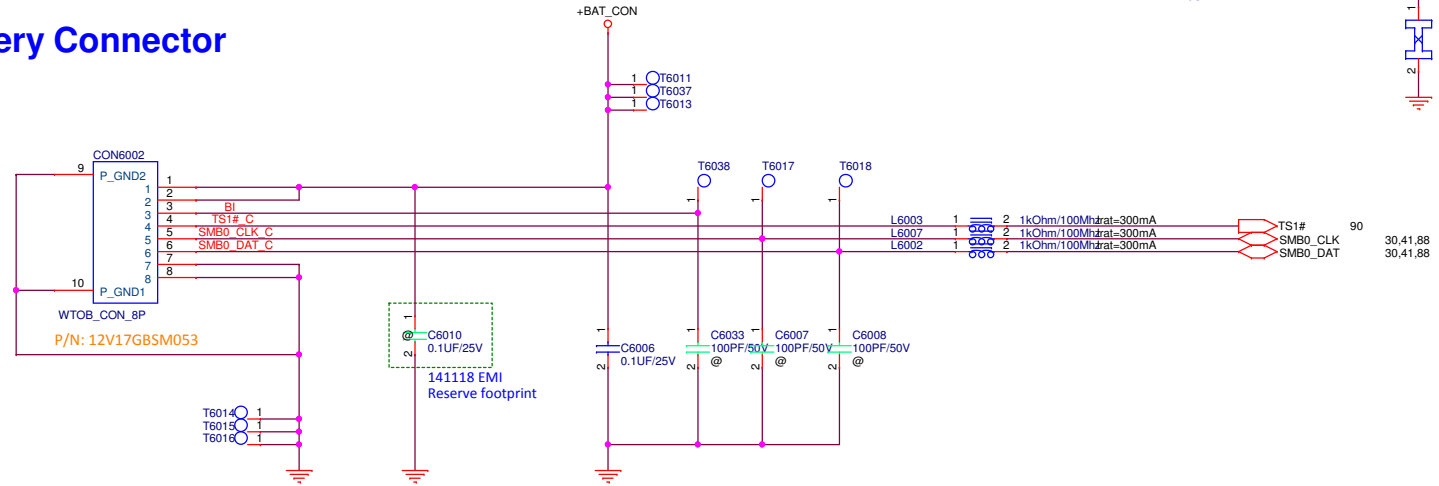 +BAT_CON
ery Connector
1
2
1 T6011
1 T6037
1 T6013
CON6002
9 P_GND2
1 1
2 2
3 3 BI
4 4 TS1#_C
5 5 SMB0_CLK_C
6 6 SMB0_DAT_C
7 7
8 8
10 P_GND1
WTOB_CON_8P
P/N: 12V17GBSM053
T6038
1
T6017
1
T6018
1
L6003 1 2 1kOhm/100Mhz Irat=300mA
L6007 1 2 1kOhm/100Mhz Irat=300mA
L6002 1 2 1kOhm/100Mhz Irat=300mA
TS1# 90
SMB0_CLK 30,41,88
SMB0_DAT 30,41,88
1
@ C6010
2 0.1UF/25V
141118 EMI
Reserve footprint
1
C6006
2 0.1UF/25V
1
C6033
100PF/50V
2 @
1
C6007
100PF/50V
2 @
1
C6008
100PF/50V
2 @
T6014 1
T6015 1
T6016 1